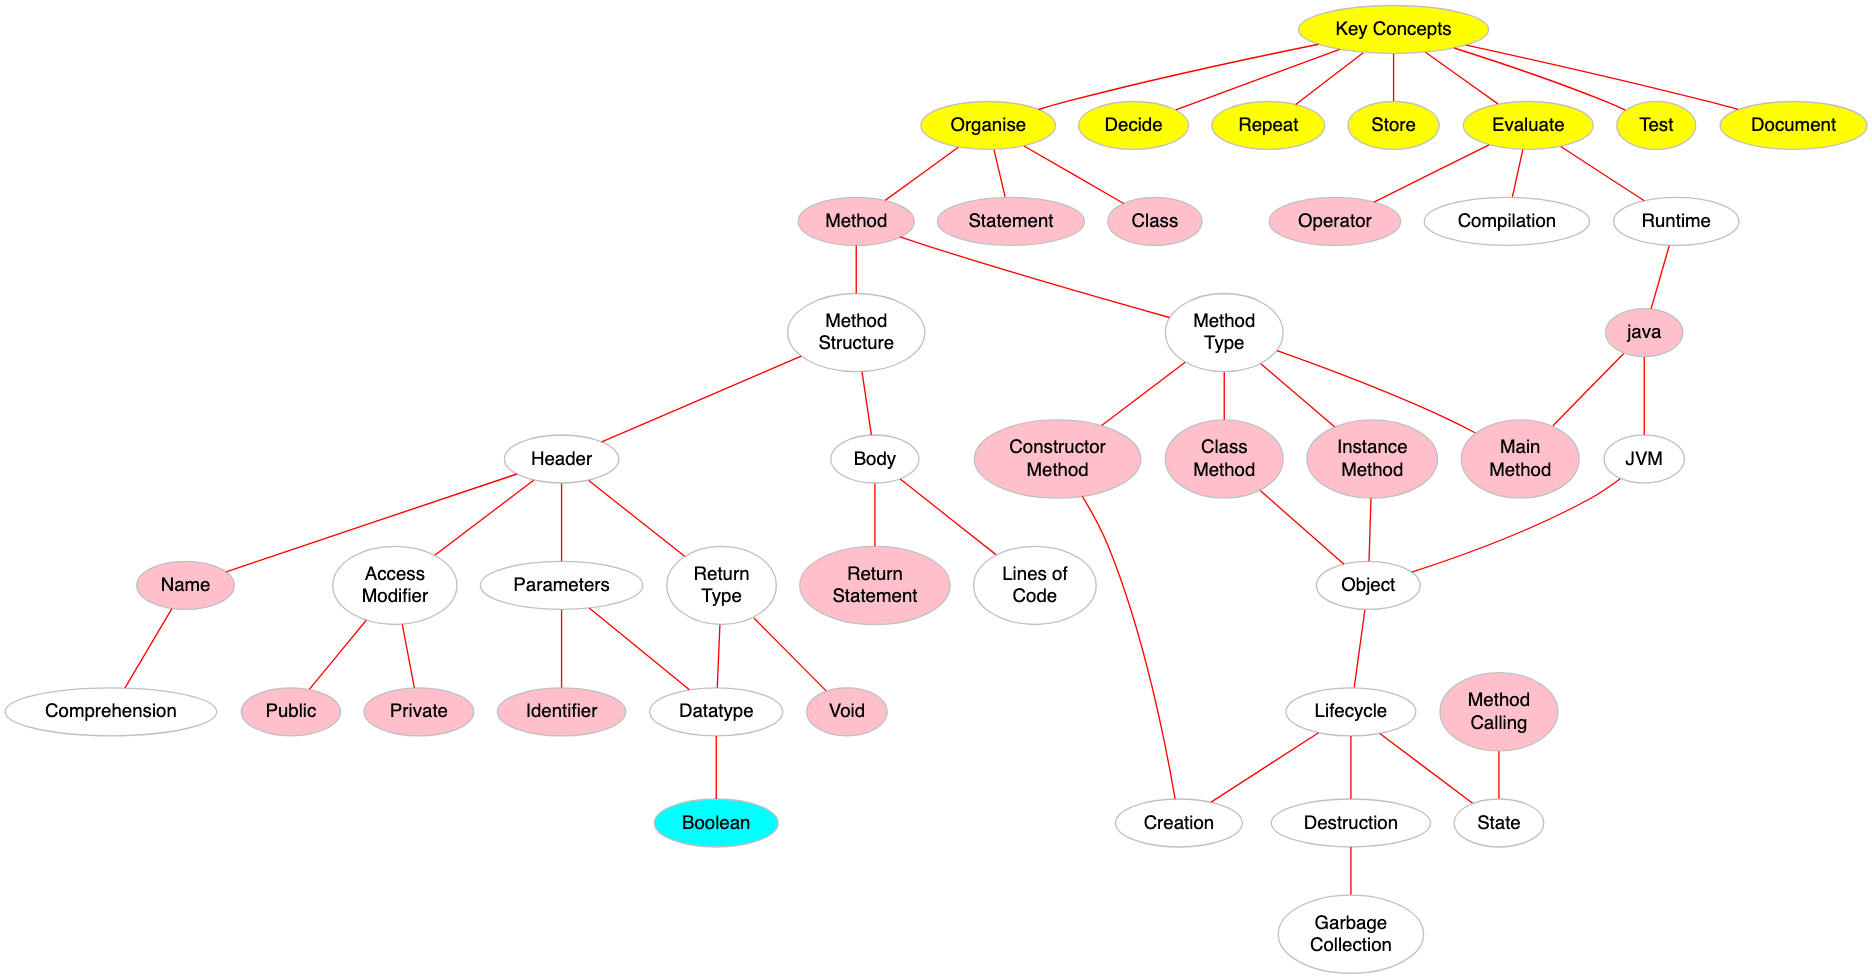 Key Concepts
Organise
Decide
Repeat
Store
Evaluate
Test
Document
Method
Statement
Class
Operator
Compilation
Runtime
Method
Structure
Method
Type
java
Header
Body
Constructor
Method
Class
Method
Instance
Method
Main
Method
JVM
Name
Access
Modifier
Parameters
Return
Type
Return
Statement
Lines of
Code
Object
Comprehension
Public
Private
Identifier
Datatype
Void
Lifecycle
Method
Calling
Boolean
Creation
Destruction
State
Garbage
Collection